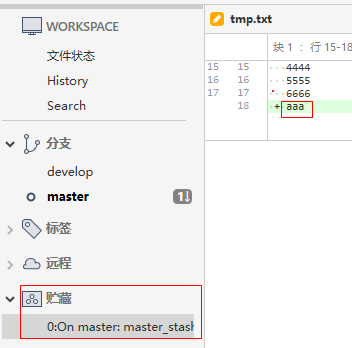 WORKSPACE
文件状态
History
Search
分支
develop
master
1↓
标签
远程
贮藏
0:On master: master_stash
tmp.txt
块 1 ： 行 15-18
15 15 4444
16 16 5555
17 17 6666
18 + aaa